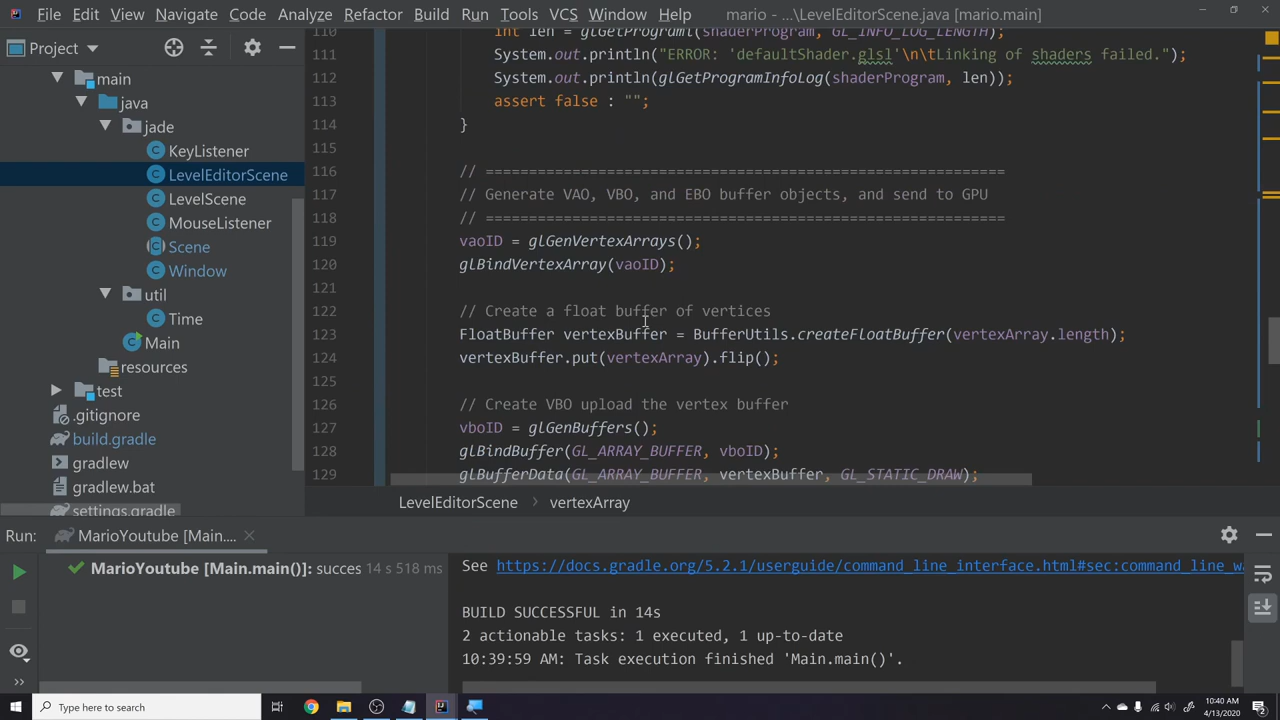 File Edit View Navigate Code Analyze Refactor Build Run Tools VCS Window Help mario - ...\LevelEditorScene.java [mario.main]
Project
main
java
jade
KeyListener
LevelEditorScene
LevelScene
MouseListener
Scene
Window
util
Time
Main
resources
test
.gitignore
build.gradle
gradlew
gradlew.bat
settings.gradle
110 int len = glGetProgrami(shaderProgram, GL_INFO_LOG_LENGTH);
111 System.out.println("ERROR: 'defaultShader.glsl'\n\tLinking of shaders failed.");
112 System.out.println(glGetProgramInfoLog(shaderProgram, len));
113 assert false : "";
114 }
115
116 // ============================================================
117 // Generate VAO, VBO, and EBO buffer objects, and send to GPU
118 // ============================================================
119 vaoID = glGenVertexArrays();
120 glBindVertexArray(vaoID);
121
122 // Create a float buffer of vertices
123 FloatBuffer vertexBuffer = BufferUtils.createFloatBuffer(vertexArray.length);
124 vertexBuffer.put(vertexArray).flip();
125
126 // Create VBO upload the vertex buffer
127 vboID = glGenBuffers();
128 glBindBuffer(GL_ARRAY_BUFFER, vboID);
129 glBufferData(GL_ARRAY_BUFFER, vertexBuffer, GL_STATIC_DRAW);
LevelEditorScene > vertexArray
Run: MarioYoutube [Main....
MarioYoutube [Main.main()]: succes 14 s 518 ms
See https://docs.gradle.org/5.2.1/userguide/command_line_interface.html#sec:command_line_w
BUILD SUCCESSFUL in 14s
2 actionable tasks: 1 executed, 1 up-to-date
10:39:59 AM: Task execution finished 'Main.main()'.
Type here to search
10:40 AM
4/13/2020
2